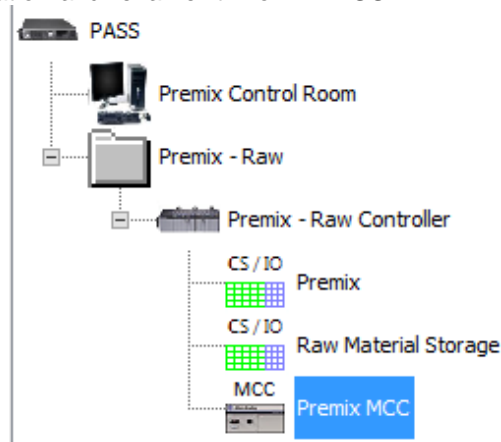 PASS
Premix Control Room
Premix - Raw
Premix - Raw Controller
CS / IO
Premix
CS / IO
Raw Material Storage
MCC
Premix MCC